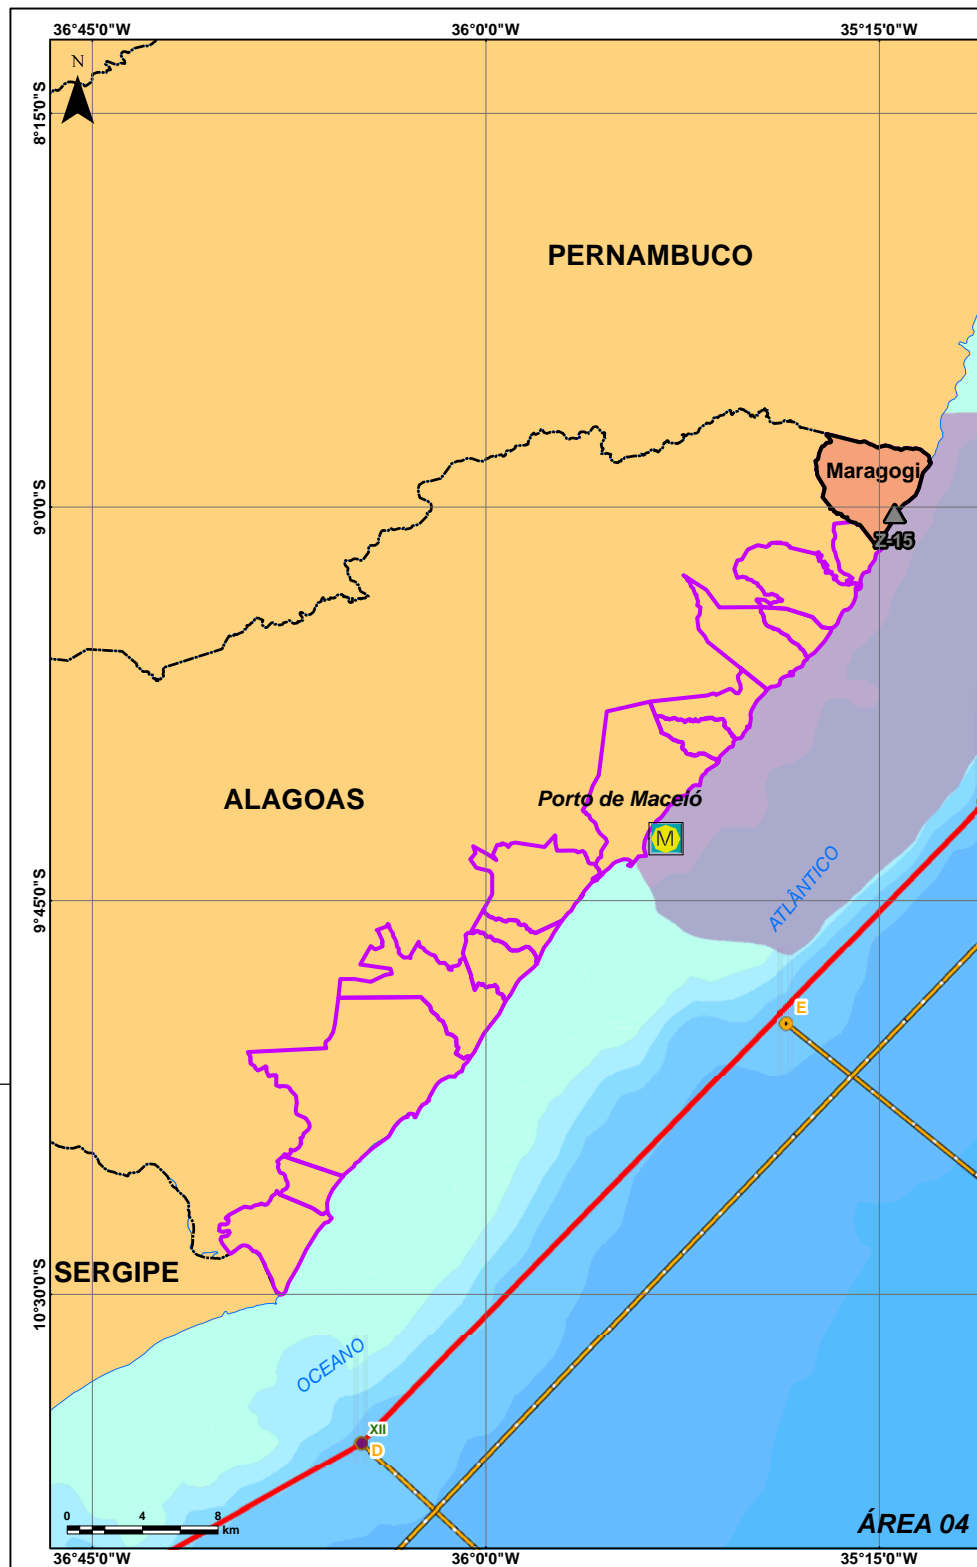 36°45'0"W 36°0'0"W 35°15'0"W
N
8°15'0"S
PERNAMBUCO
Maragogi
9°0'0"S
Z-15
ALAGOAS
Porto de Maceió
M
ATLÂNTICO
9°45'0"S
E
SERGIPE
10°30'0"S
OCEANO
XII
D
0 4 8
km
ÁREA 04
36°45'0"W 36°0'0"W 35°15'0"W